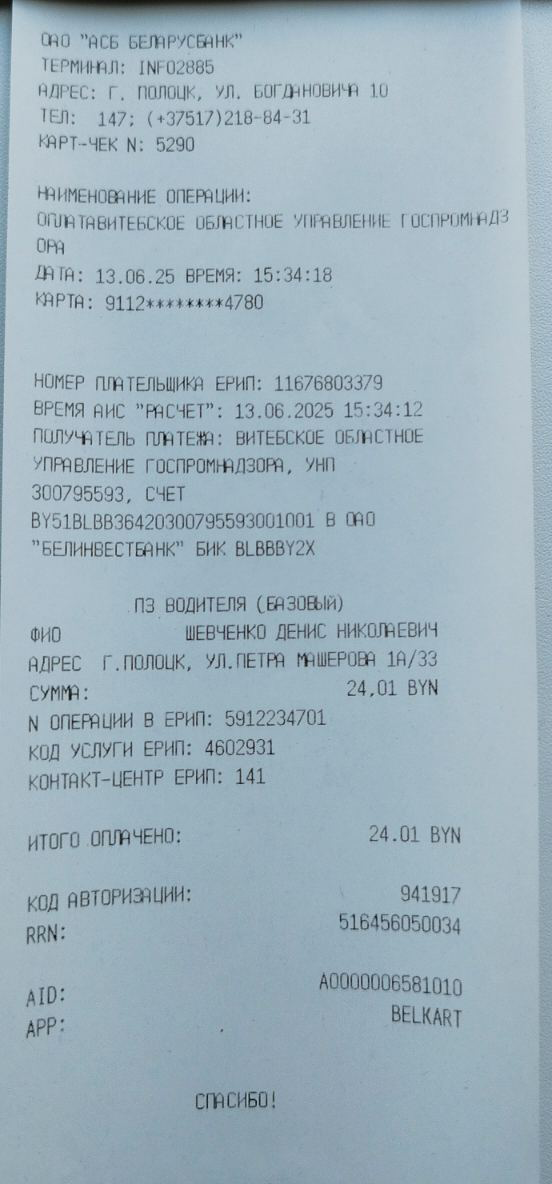 ОАО "АСБ БЕЛАРУСБАНК"
ТЕРМИНАЛ: INF02885
АДРЕС: Г. ПОЛОЦК, УЛ. БОГДАНОВИЧА 10
ТЕЛ: 147; (+37517)218-84-31
КАРТ-ЧЕК N: 5290
НАИМЕНОВАНИЕ ОПЕРАЦИИ:
ОПЛАТАВИТЕБСКОЕ ОБЛАСТНОЕ УПРАВЛЕНИЕ ГОСПРОМНАДЗ
ОРА
ДАТА: 13.06.25 ВРЕМЯ: 15:34:18
КАРТА: 9112********4780
НОМЕР ПЛАТЕЛЬЩИКА ЕРИП: 11676803379
ВРЕМЯ АИС "РАСЧЕТ": 13.06.2025 15:34:12
ПОЛУЧАТЕЛЬ ПЛАТЕЖА: ВИТЕБСКОЕ ОБЛАСТНОЕ
УПРАВЛЕНИЕ ГОСПРОМНАДЗОРА, УНП
300795593, СЧЕТ
BY51BLBB36420300795593001001 В ОАО
"БЕЛИНВЕСТБАНК" БИК BLBBBY2X
ПЗ ВОДИТЕЛЯ (БАЗОВЫЙ)
ФИО ШЕВЧЕНКО ДЕНИС НИКОЛАЕВИЧ
АДРЕС Г.ПОЛОЦК, УЛ.ПЕТРА МАШЕРОВА 1А/33
СУММА: 24,01 BYN
N ОПЕРАЦИИ В ЕРИП: 5912234701
КОД УСЛУГИ ЕРИП: 4602931
КОНТАКТ-ЦЕНТР ЕРИП: 141
ИТОГО ОПЛАЧЕНО: 24.01 BYN
КОД АВТОРИЗАЦИИ: 941917
RRN: 516456050034
AID: A0000006581010
APP: BELKART
СПАСИБО!